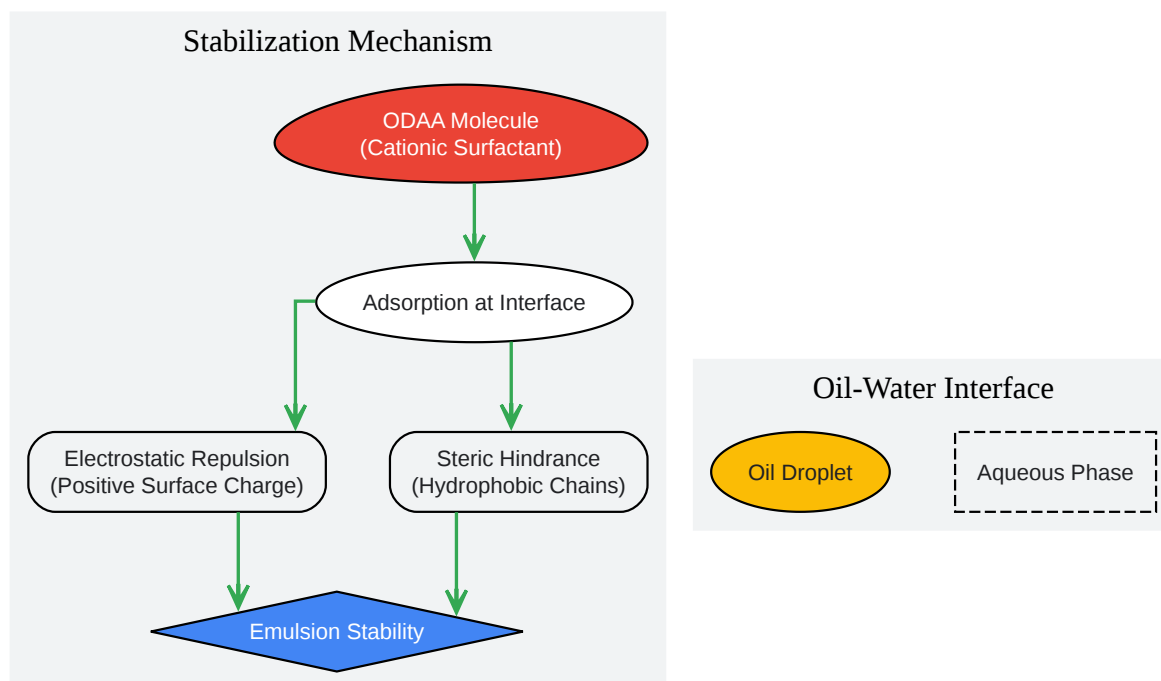 Stabilization Mechanism
ODAA Molecule
(Cationic Surfactant)
Adsorption at Interface
Electrostatic Repulsion
(Positive Surface Charge)
Steric Hindrance
(Hydrophobic Chains)
Emulsion Stability
Oil-Water Interface
Oil Droplet
Aqueous Phase